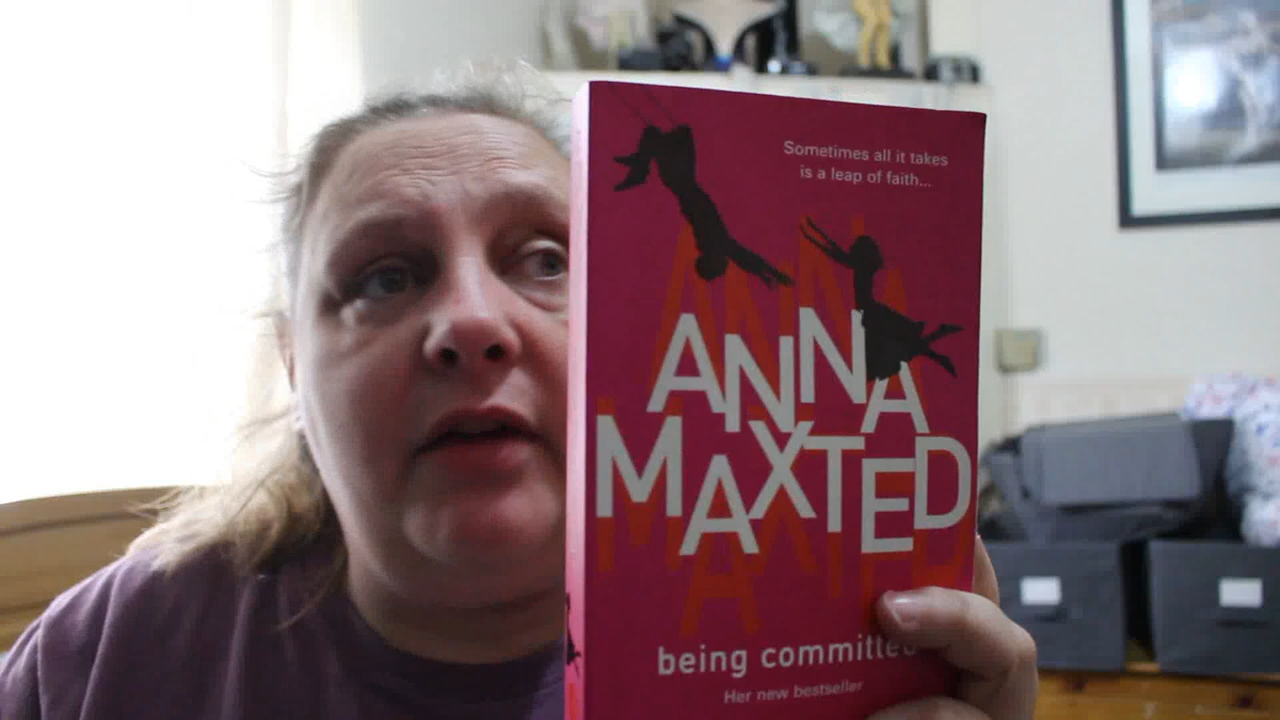 Sometimes all it takes
is a leap of faith...
ANNA
MAXTED
being committed
Her new bestseller